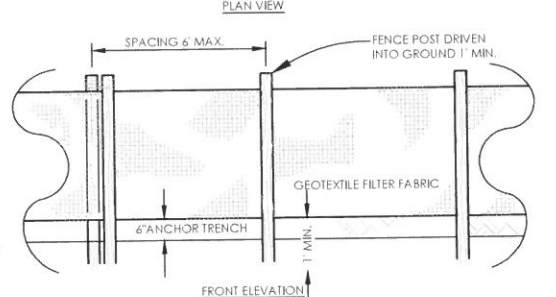 PLAN VIEW
SPACING 6' MAX.
FENCE POST DRIVEN
INTO GROUND 1' MIN.
GEOTEXTILE FILTER FABRIC
6"ANCHOR TRENCH
1' MIN.
FRONT ELEVATION